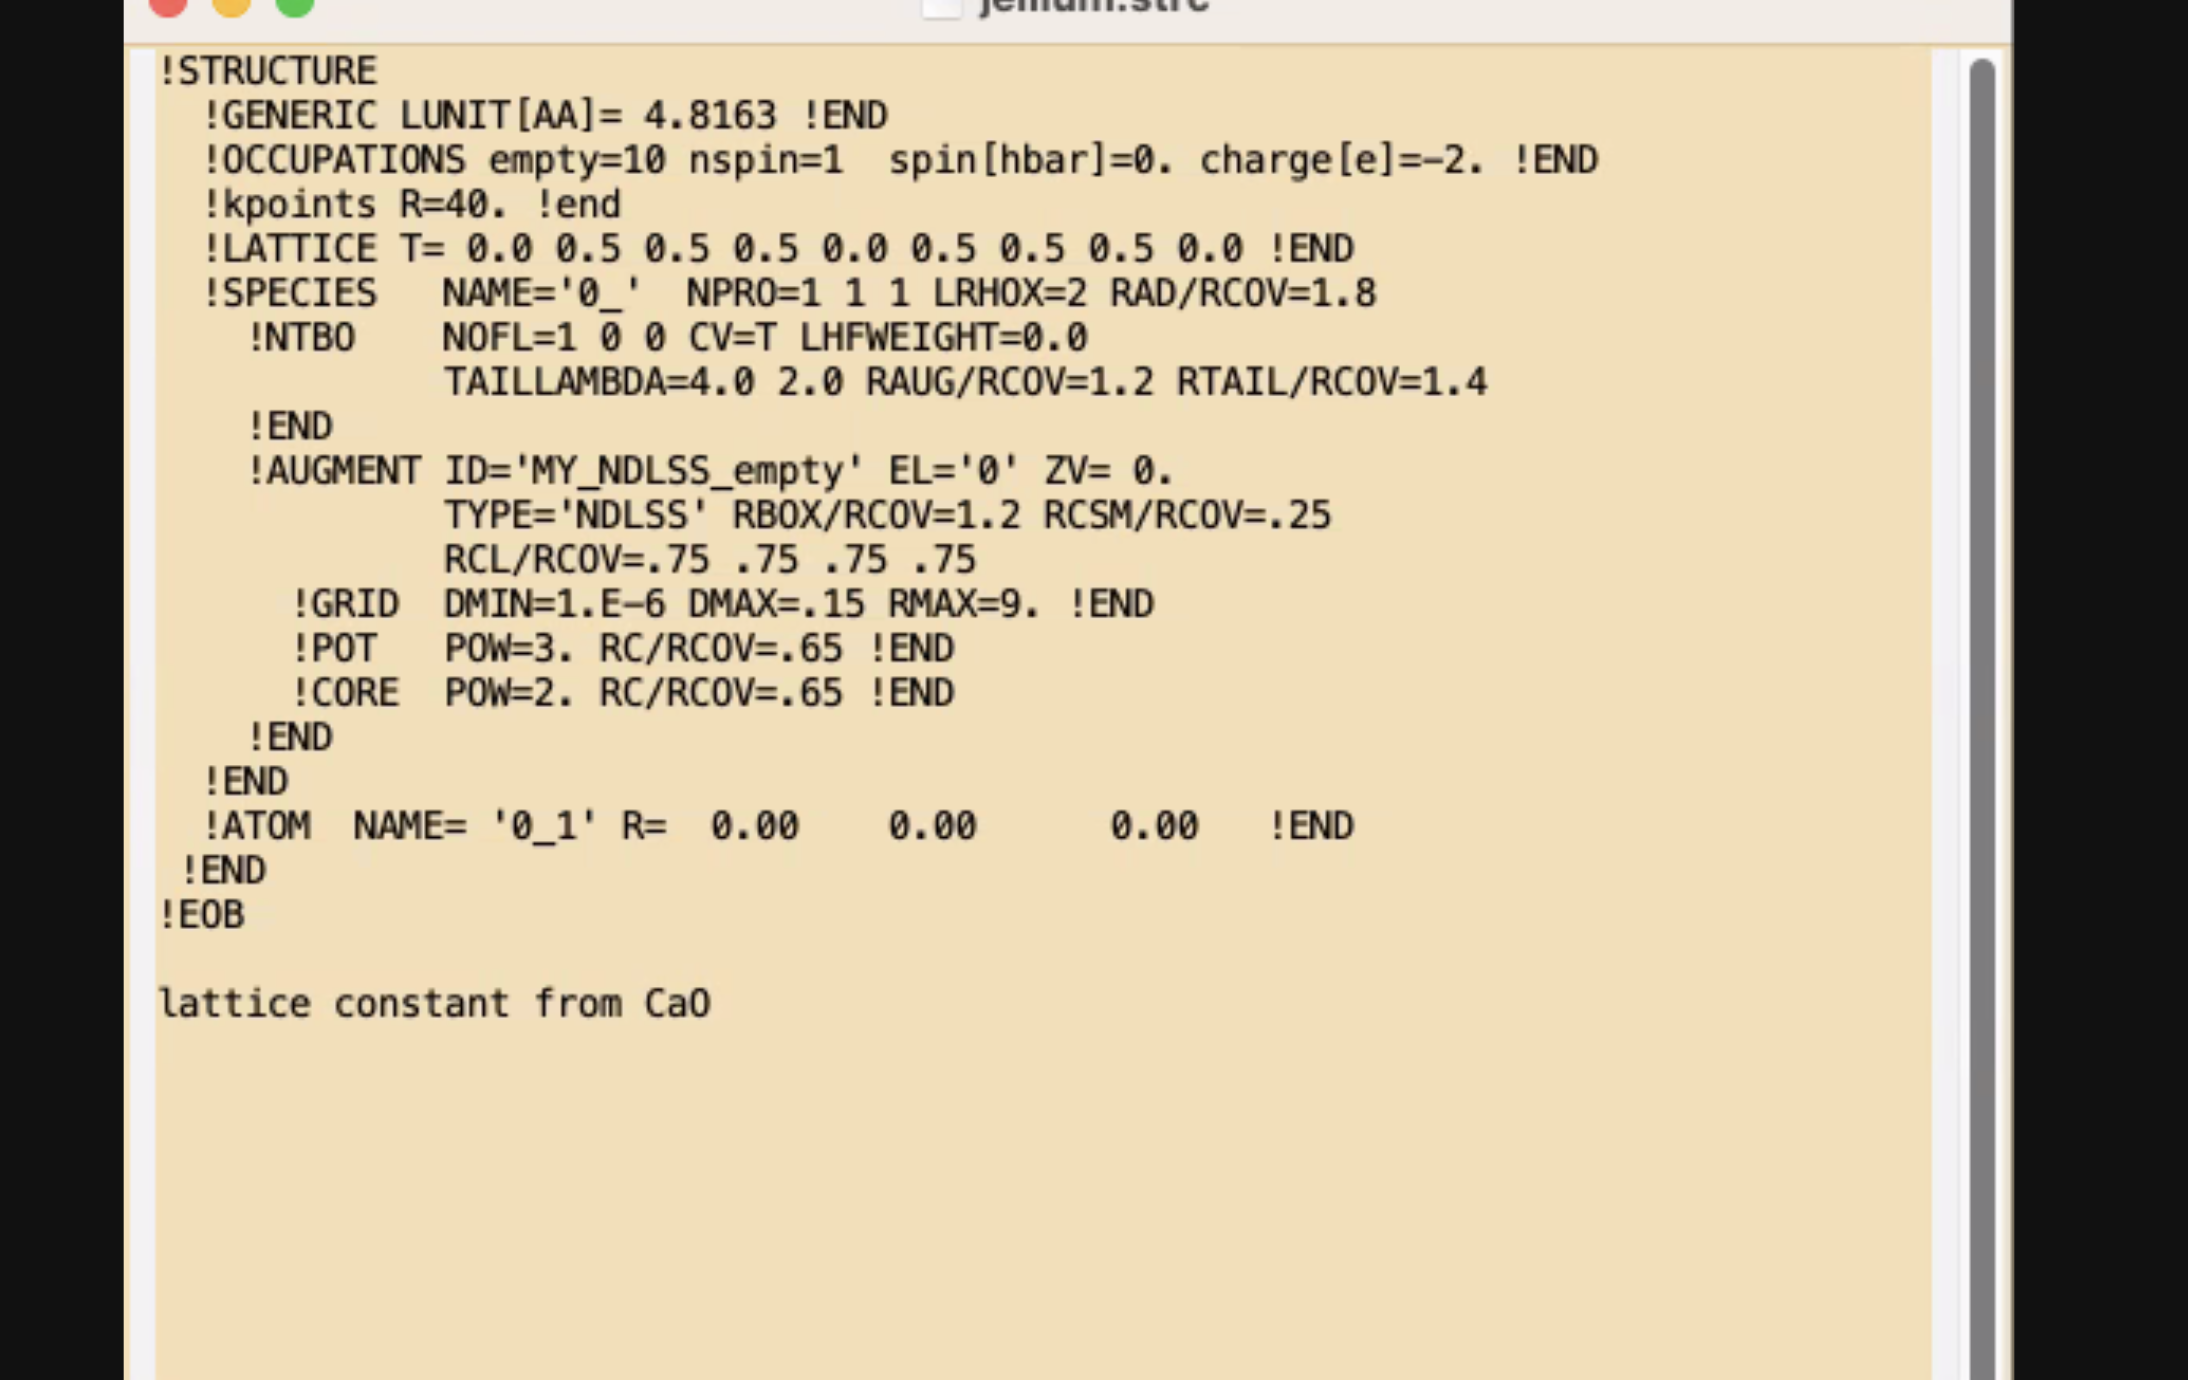 jellium.strc
!STRUCTURE
!GENERIC LUNIT[AA]= 4.8163 !END
!OCCUPATIONS empty=10 nspin=1 spin[hbar]=0. charge[e]=-2. !END
!kpoints R=40. !end
!LATTICE T= 0.0 0.5 0.5 0.5 0.0 0.5 0.5 0.5 0.0 !END
!SPECIES NAME='0_' NPRO=1 1 1 LRHOX=2 RAD/RCOV=1.8
!NTBO NOFL=1 0 0 CV=T LHFWEIGHT=0.0
TAILLAMBDA=4.0 2.0 RAUG/RCOV=1.2 RTAIL/RCOV=1.4
!END
!AUGMENT ID='MY_NDLSS_empty' EL='0' ZV= 0.
TYPE='NDLSS' RBOX/RCOV=1.2 RCSM/RCOV=.25
RCL/RCOV=.75 .75 .75 .75
!GRID DMIN=1.E-6 DMAX=.15 RMAX=9. !END
!POT POW=3. RC/RCOV=.65 !END
!CORE POW=2. RC/RCOV=.65 !END
!END
!END
!ATOM NAME= '0_1' R= 0.00 0.00 0.00 !END
!END
!EOB
lattice constant from CaO